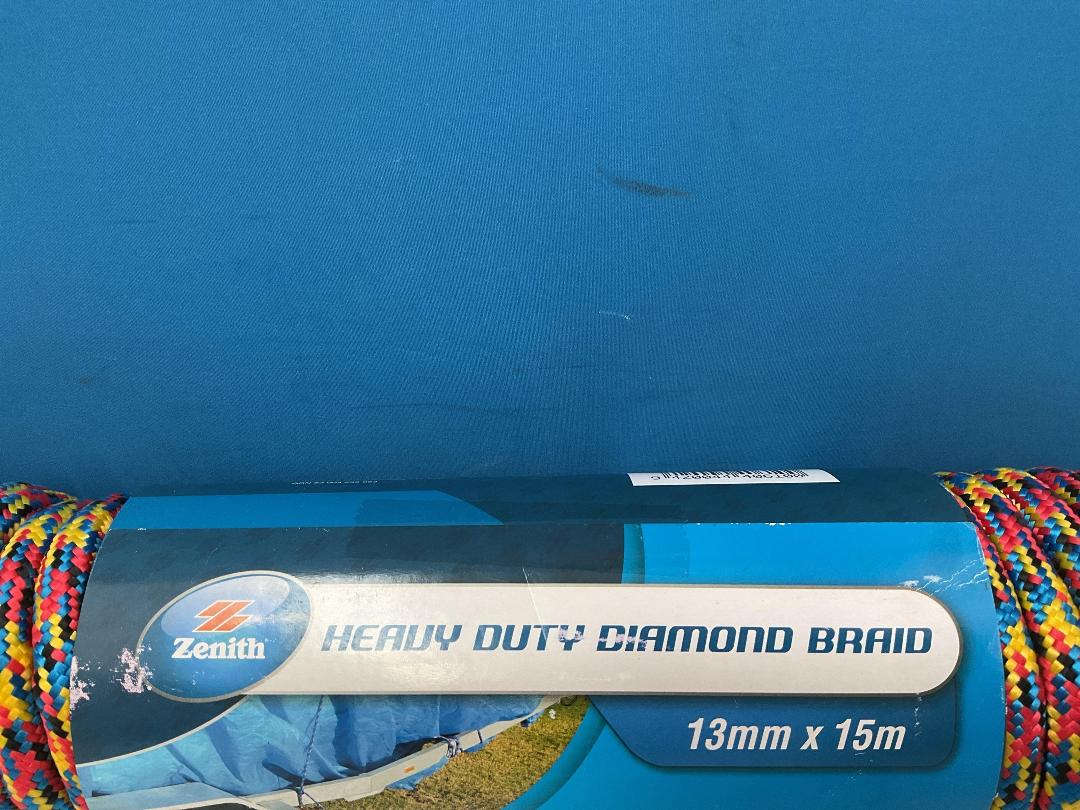 Zenith
HEAVY DUTY DIAMOND BRAID
13mm x 15m